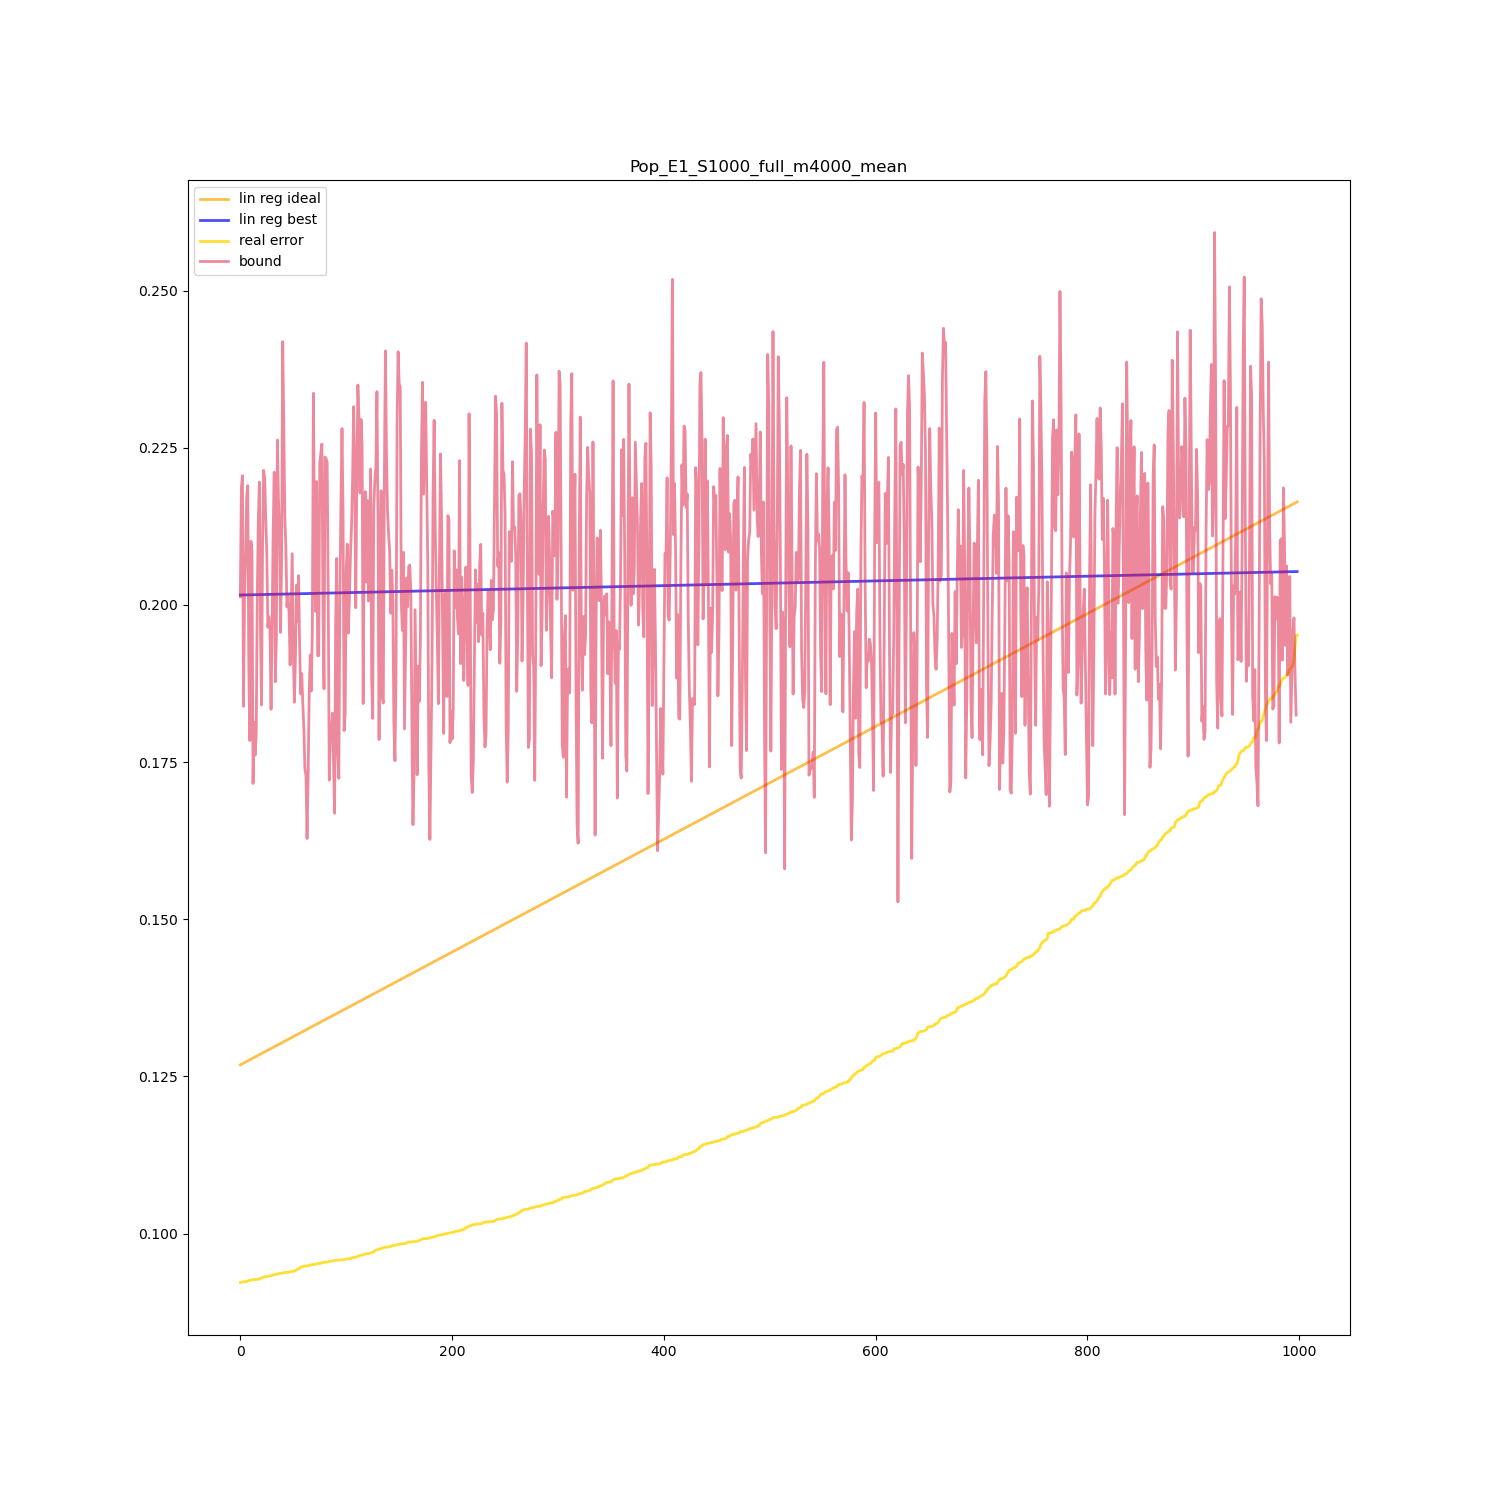 Pop_E1_S1000_full_m4000_mean
lin reg ideal
lin reg best
real error
bound
0.250
0.225
0.200
0.175
0.150
0.125
0.100
0 200 400 600 800 1000